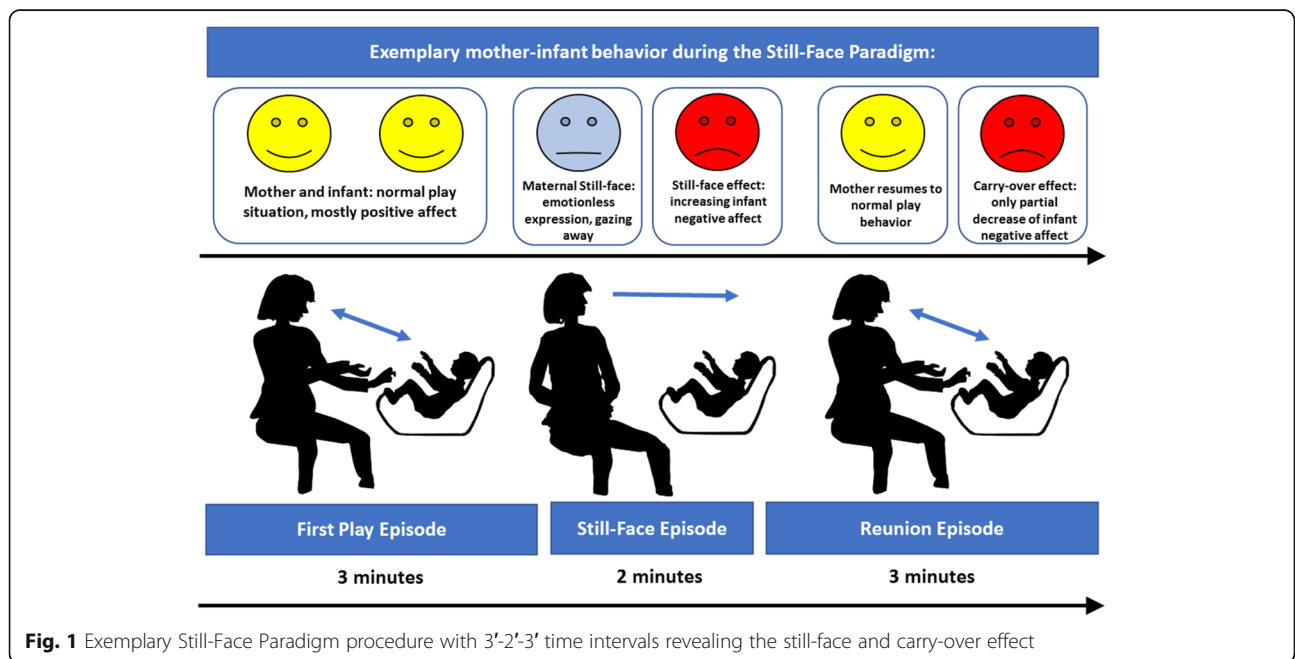 Exemplary mother-infant behavior during the Still-Face Paradigm:
Mother and infant: normal play
situation, mostly positive affect
Maternal Still-face:
emotionless
expression, gazing
away
Still-face effect:
increasing infant
negative affect
Mother resumes to
normal play
behavior
Carry-over effect:
only partial
decrease of infant
negative affect
First Play Episode
Still-Face Episode
Reunion Episode
3 minutes
2 minutes
3 minutes
Fig. 1 Exemplary Still-Face Paradigm procedure with 3′-2′-3′ time intervals revealing the still-face and carry-over effect